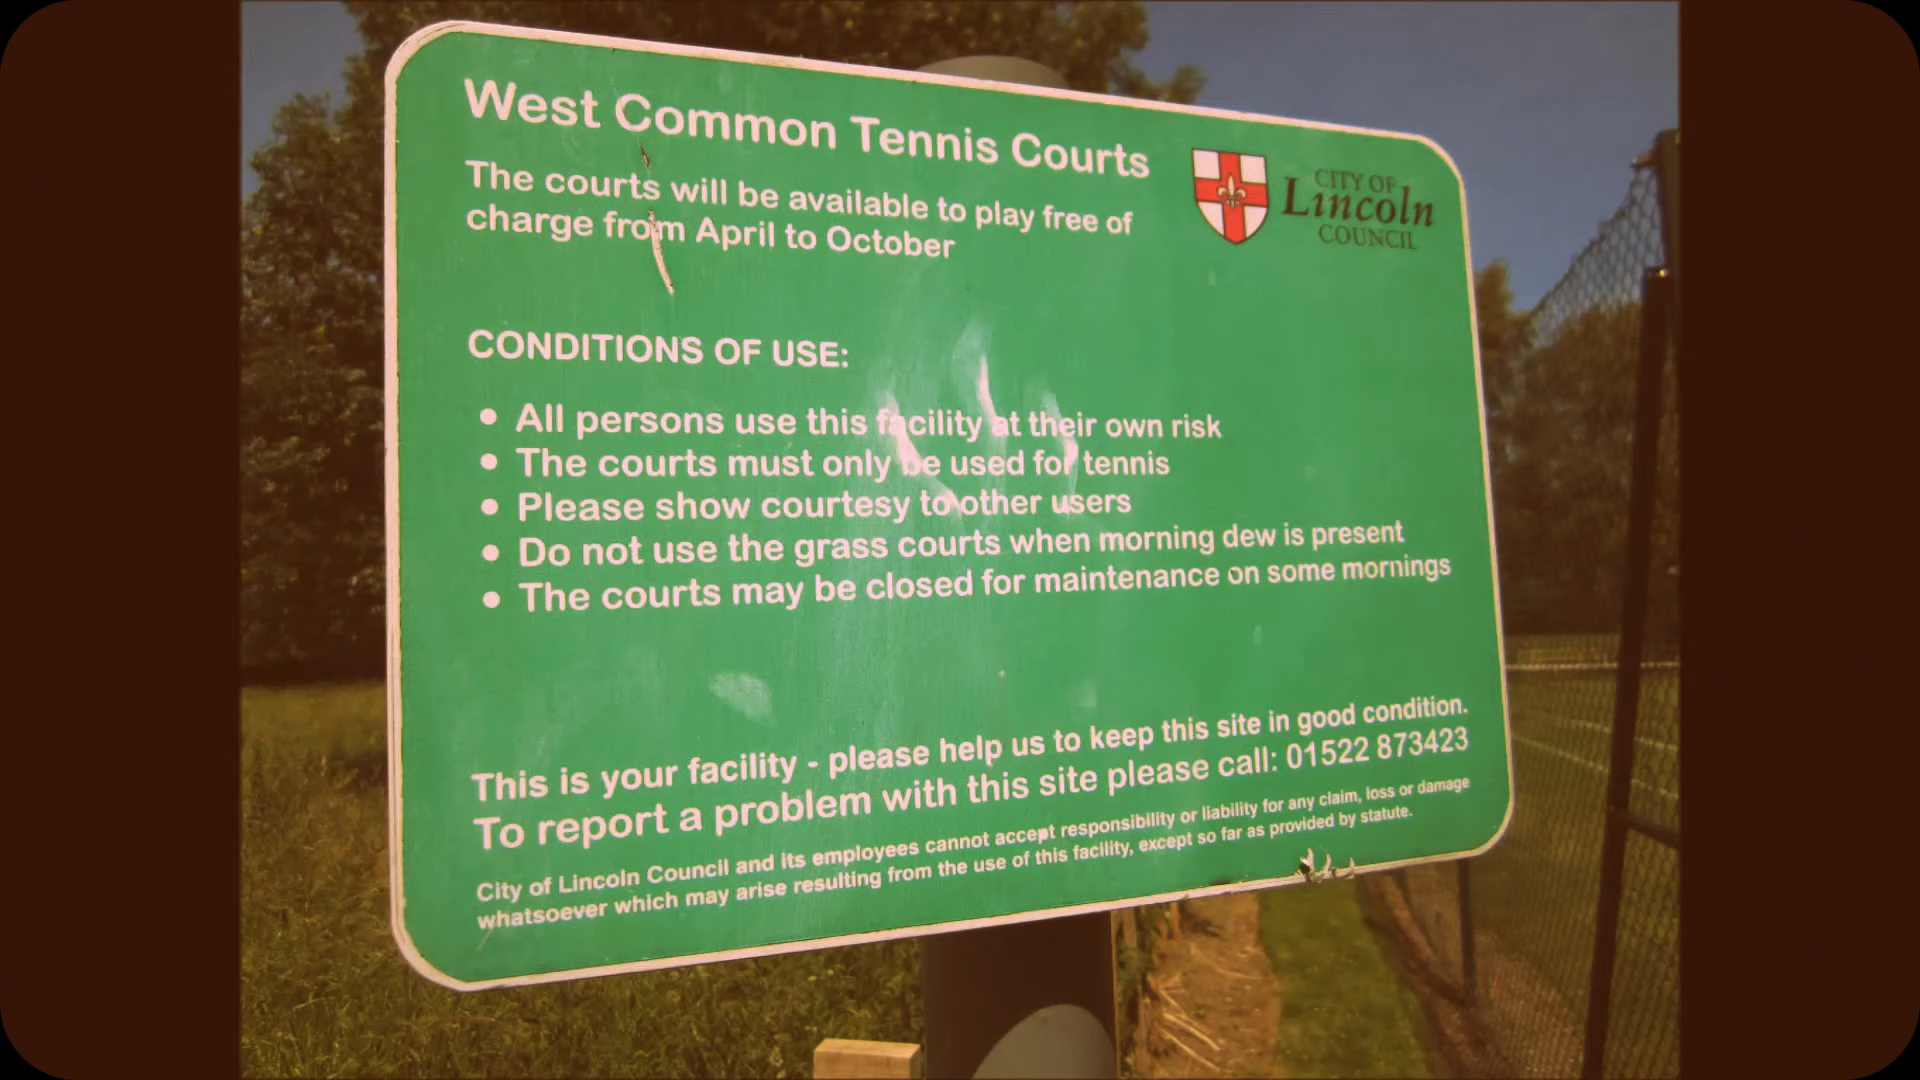 West Common Tennis Courts
The courts will be available to play free of
charge from April to October
CITY OF
Lincoln
COUNCIL
CONDITIONS OF USE:
• All persons use this facility at their own risk
• The courts must only be used for tennis
• Please show courtesy to other users
• Do not use the grass courts when morning dew is present
• The courts may be closed for maintenance on some mornings
This is your facility - please help us to keep this site in good condition.
To report a problem with this site please call: 01522 873423
City of Lincoln Council and its employees cannot accept responsibility or liability for any claim, loss or damage
whatsoever which may arise resulting from the use of this facility, except so far as provided by statute.